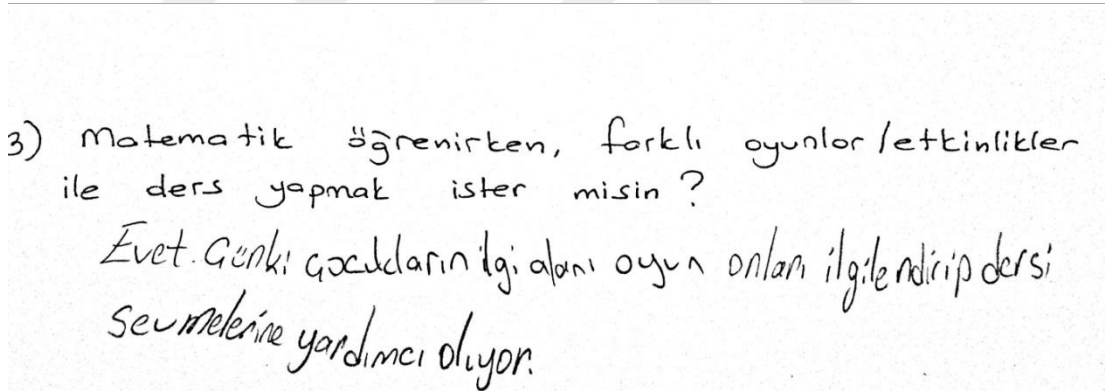 3) Matematik öğrenirken, farklı oyunlar/etkinlikler
ile ders yapmak ister misin?
Evet. Çünki çocukların ilgi alanı oyun onları ilgilendirip dersi
sevmelerine yardımcı oluyor.